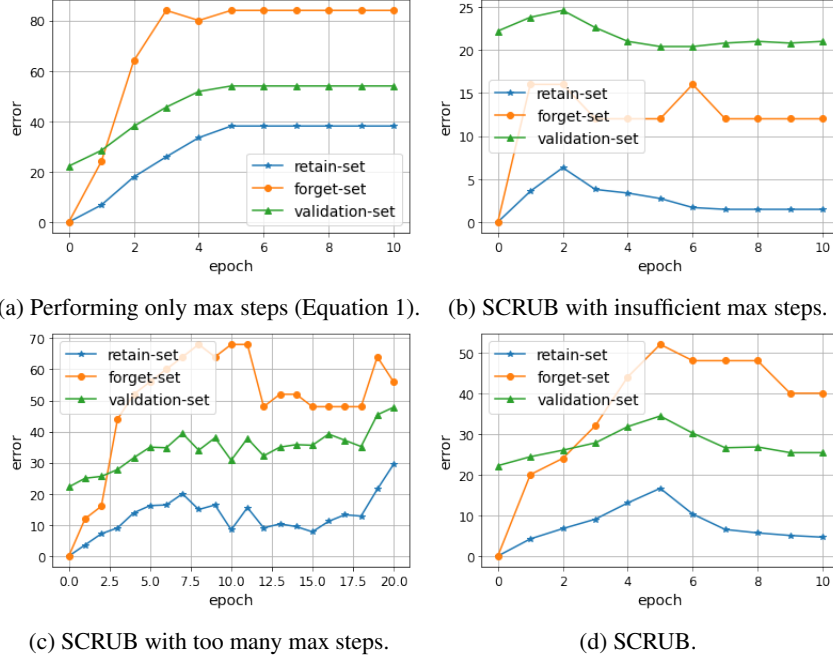 80
60
40
20
0
error
retain-set
forget-set
validation-set
0 2 4 6 8 10
epoch
25
20
15
10
5
0
error
retain-set
forget-set
validation-set
0 2 4 6 8 10
epoch
(a) Performing only max steps (Equation 1).
(b) SCRUB with insufficient max steps.
70
60
50
40
30
20
10
0
error
retain-set
forget-set
validation-set
0.0 2.5 5.0 7.5 10.0 12.5 15.0 17.5 20.0
epoch
50
40
30
20
10
0
error
retain-set
forget-set
validation-set
0 2 4 6 8 10
epoch
(c) SCRUB with too many max steps.
(d) SCRUB.